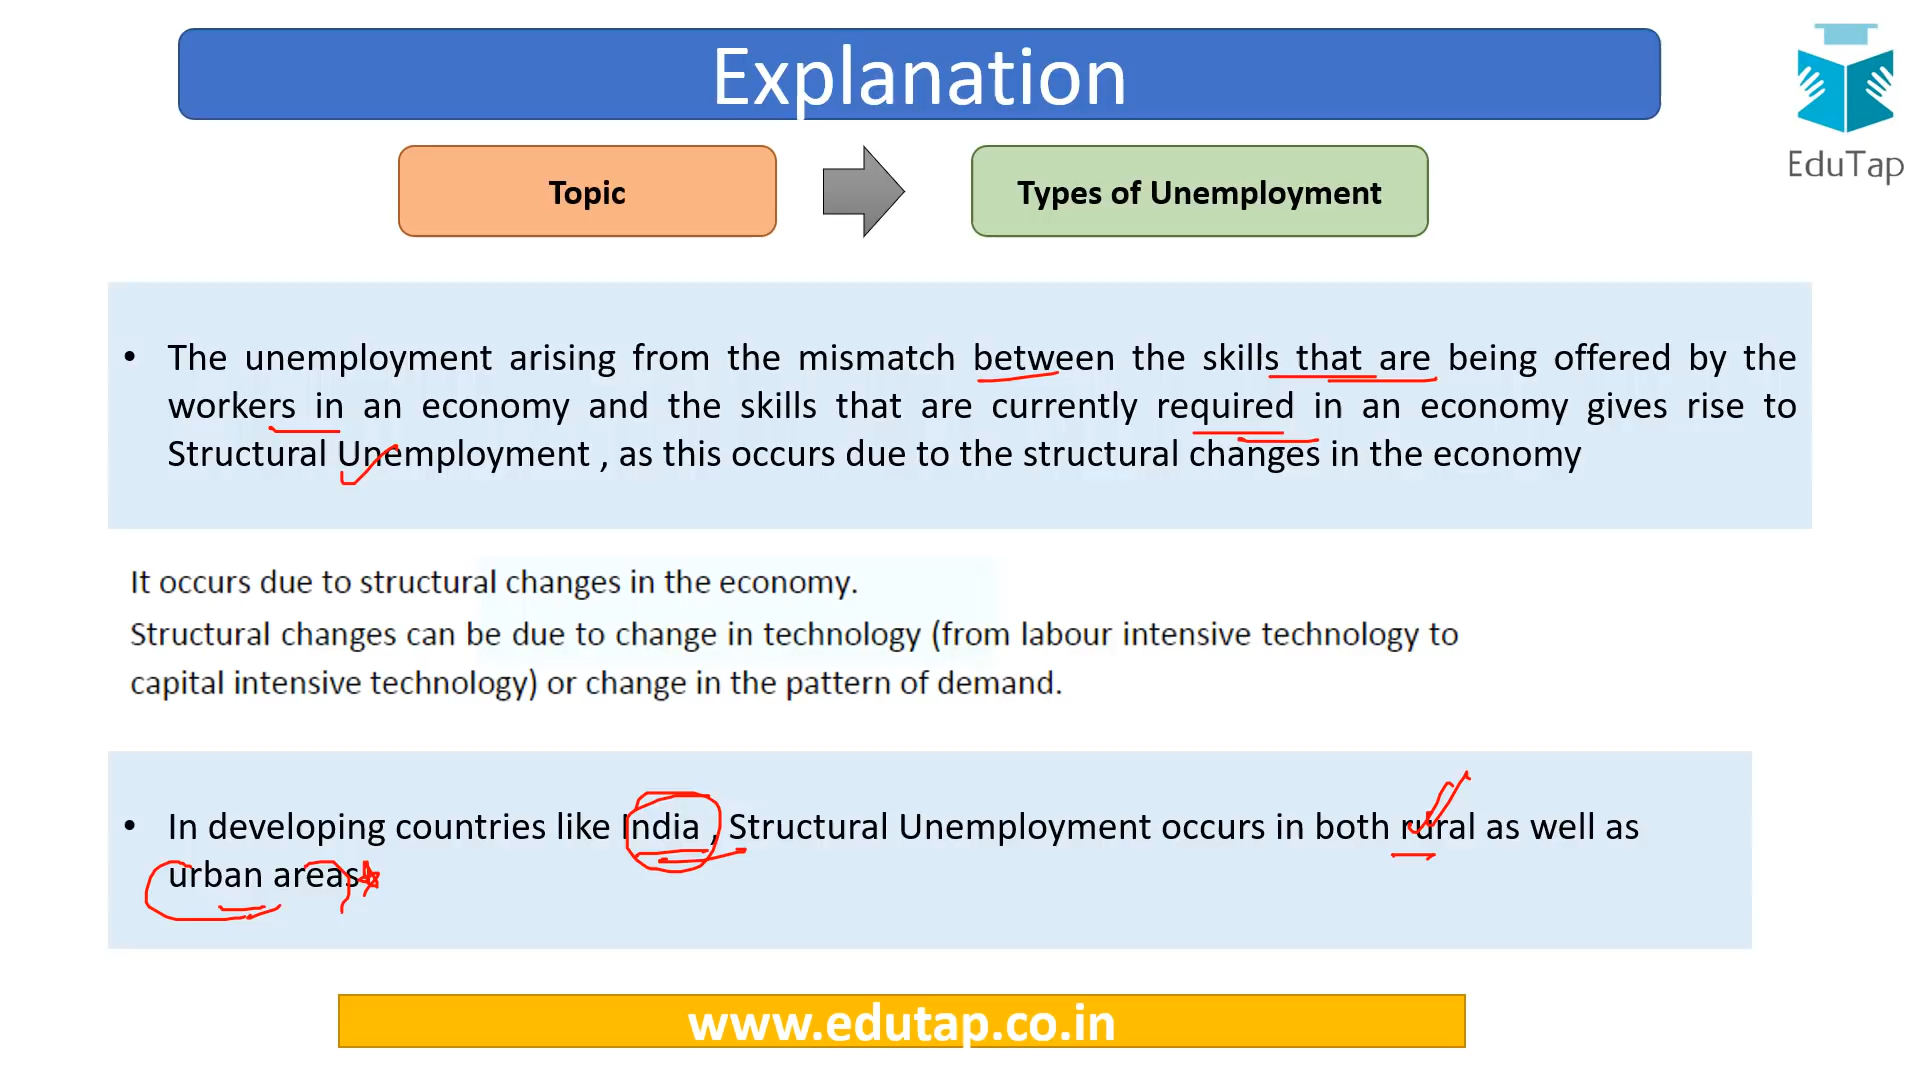 Explanation
EduTap
Topic
Types of Unemployment
• The unemployment arising from the mismatch between the skills that are being offered by the
workers in an economy and the skills that are currently required in an economy gives rise to
Structural Unemployment , as this occurs due to the structural changes in the economy
It occurs due to structural changes in the economy.
Structural changes can be due to change in technology (from labour intensive technology to
capital intensive technology) or change in the pattern of demand.
• In developing countries like India , Structural Unemployment occurs in both rural as well as
urban areas
www.edutap.co.in